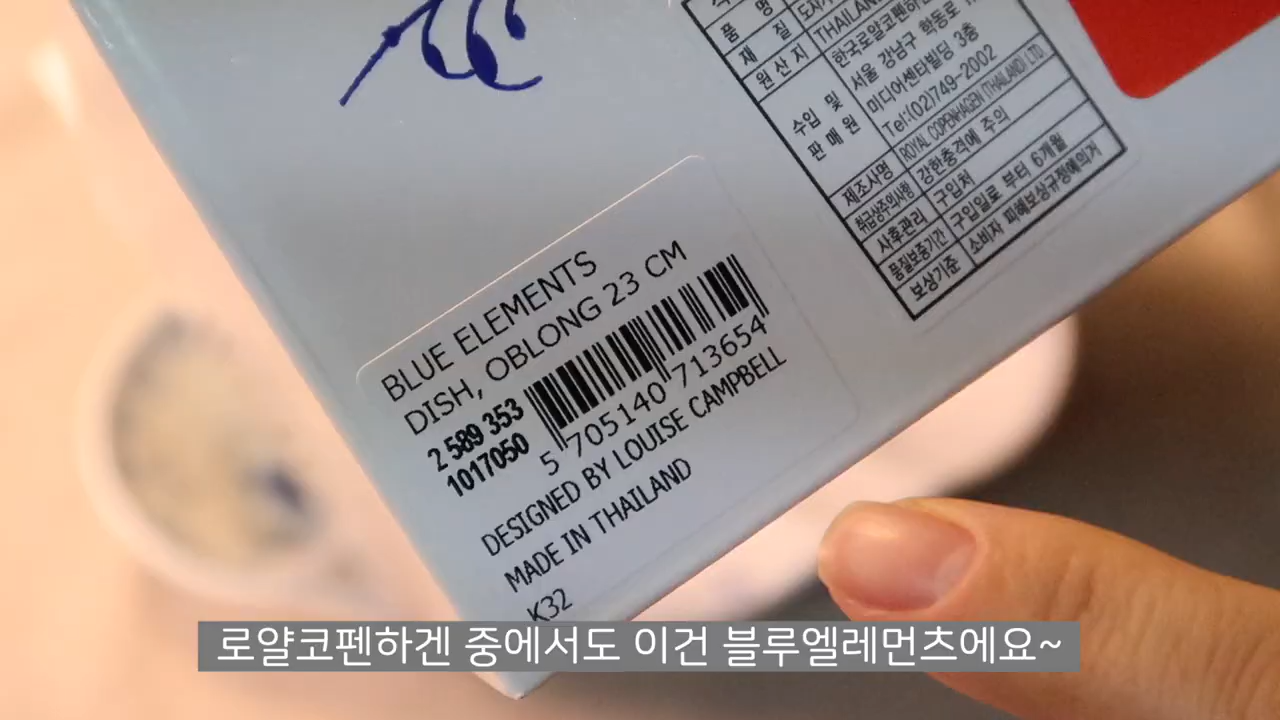 품 명
재 질 도자기
원 산 지 THAILAND
수입 및 판 매 원 한국로얄코펜하겐
서울 강남구 학동로
미디어센타빌딩 3층
Tel:(02)749-2002
제조사명 ROYAL COPENHAGEN (THAILAND) LTD.
취급상주의사항 강한충격에 주의
사후관리 구입처
품질보증기간 구입일로 부터 6개월
보상기준 소비자 피해보상규정에의거
BLUE ELEMENTS
DISH, OBLONG 23 CM
2 589 353
1017050
5 705140 713654
DESIGNED BY LOUISE CAMPBELL
MADE IN THAILAND
K32
로얄코펜하겐 중에서도 이건 블루엘레먼츠에요~